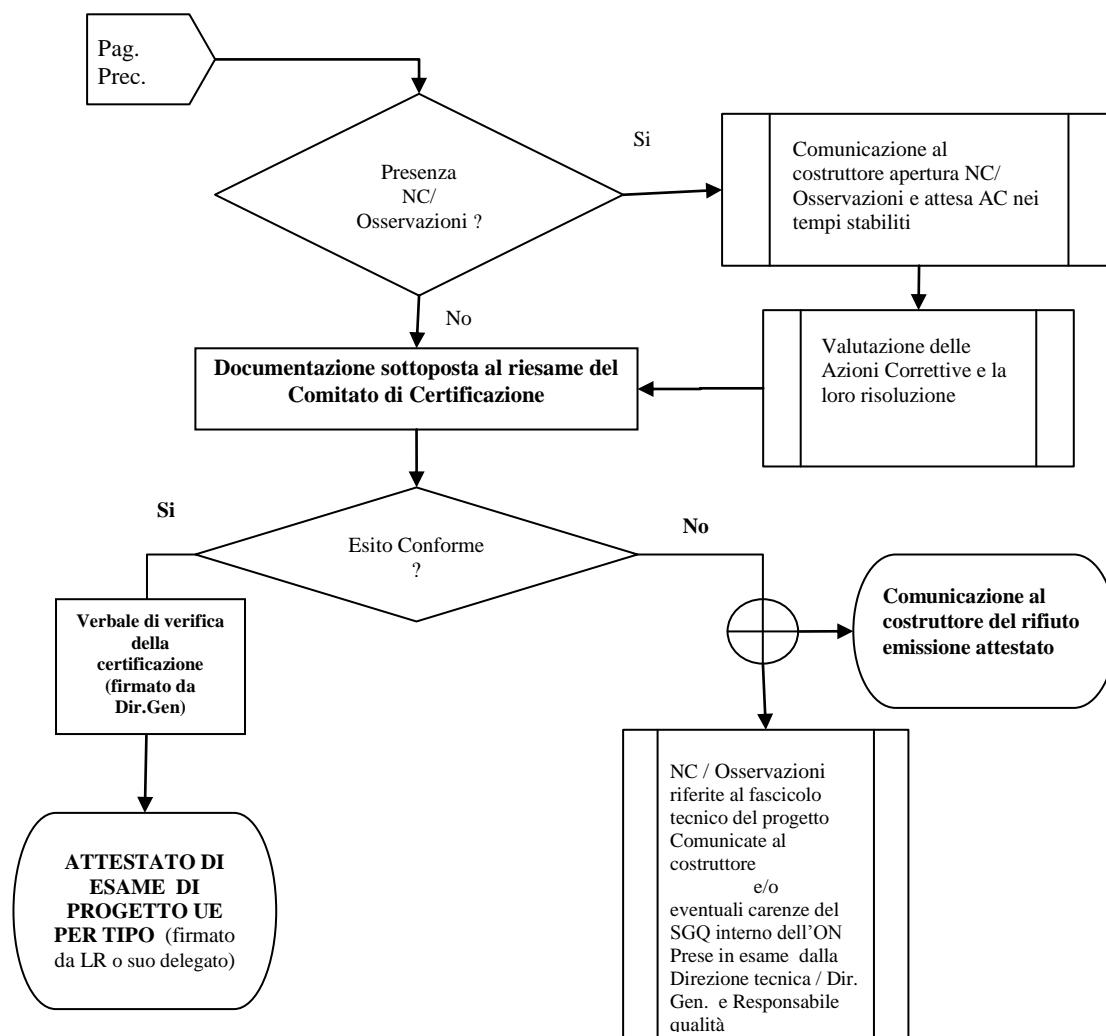 Pag.
Prec.
Presenza
NC/
Osservazioni ?
Si
Comunicazione al
costruttore apertura NC/
Osservazioni e attesa AC nei
tempi stabiliti
No
Valutazione delle
Azioni Correttive e la
loro risoluzione
Documentazione sottoposta al riesame del
Comitato di Certificazione
Si
Esito Conforme
?
No
Verbale di verifica
della
certificazione
(firmato da
Dir.Gen)
Comunicazione al
costruttore del rifiuto
emissione attestato
ATTESTATO DI
ESAME DI
PROGETTO UE
PER TIPO (firmato
da LR o suo delegato)
NC / Osservazioni
riferite al fascicolo
tecnico del progetto
Comunicate al
costruttore
e/o
eventuali carenze del
SGQ interno dell'ON
Prese in esame dalla
Direzione tecnica / Dir.
Gen. e Responsabile
qualità